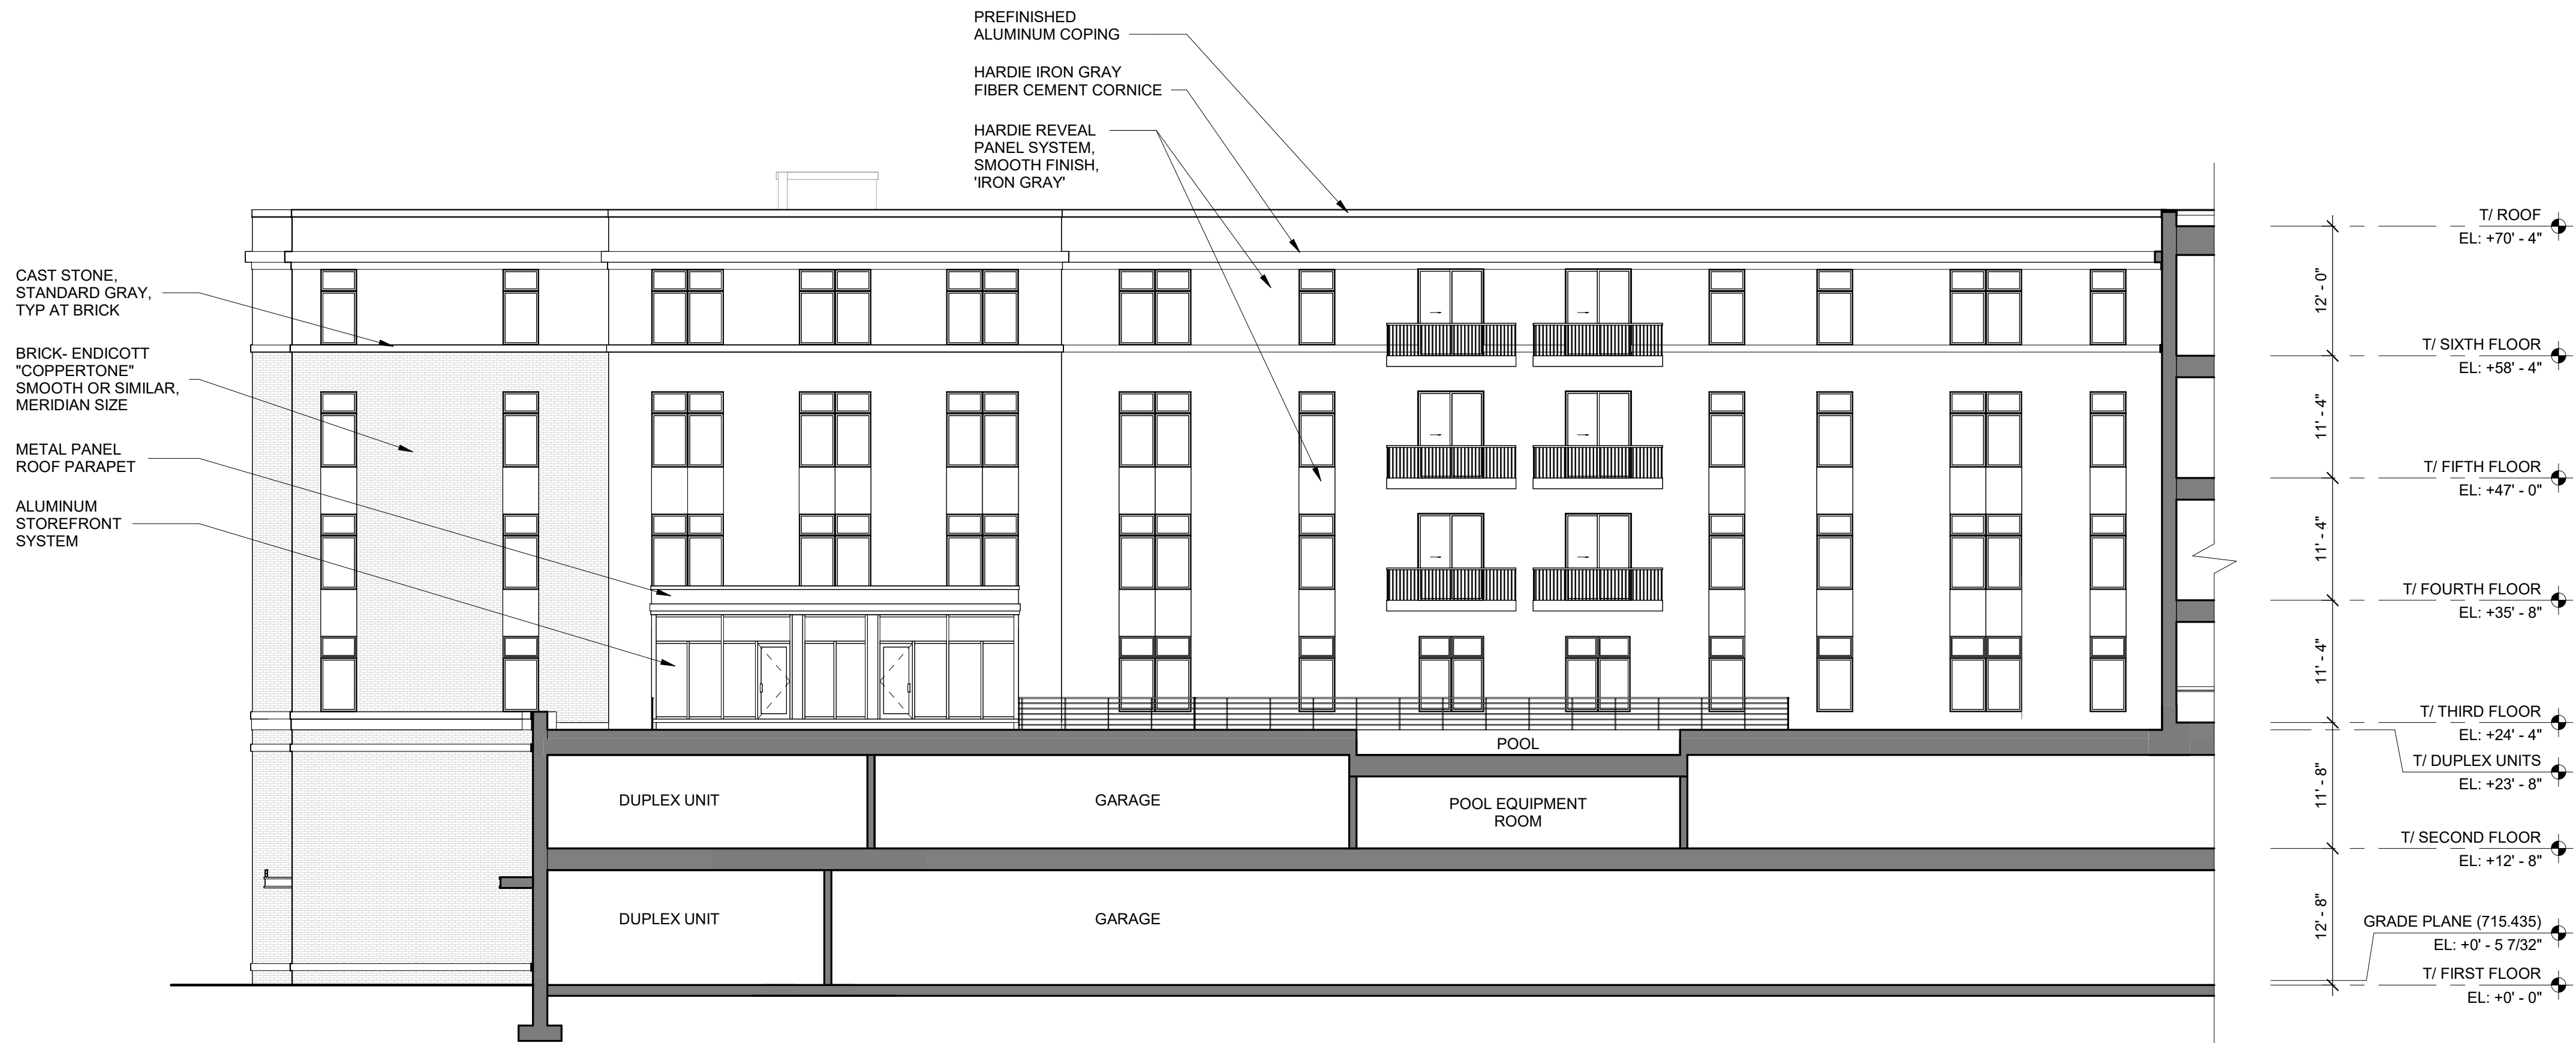 PREFINISHED
ALUMINUM COPING
HARDIE IRON GRAY
FIBER CEMENT CORNICE
HARDIE REVEAL
PANEL SYSTEM,
SMOOTH FINISH,
'IRON GRAY'
CAST STONE,
STANDARD GRAY,
TYP AT BRICK
BRICK- ENDICOTT
"COPPERTONE"
SMOOTH OR SIMILAR,
MERIDIAN SIZE
METAL PANEL
ROOF PARAPET
ALUMINUM
STOREFRONT
SYSTEM
POOL
DUPLEX UNIT
GARAGE
POOL EQUIPMENT
ROOM
DUPLEX UNIT
GARAGE
12' - 0"
11' - 4"
11' - 4"
11' - 4"
11' - 8"
12' - 8"
T/ ROOF
EL: +70' - 4"
T/ SIXTH FLOOR
EL: +58' - 4"
T/ FIFTH FLOOR
EL: +47' - 0"
T/ FOURTH FLOOR
EL: +35' - 8"
T/ THIRD FLOOR
EL: +24' - 4"
T/ DUPLEX UNITS
EL: +23' - 8"
T/ SECOND FLOOR
EL: +12' - 8"
GRADE PLANE (715.435)
EL: +0' - 5 7/32"
T/ FIRST FLOOR
EL: +0' - 0"